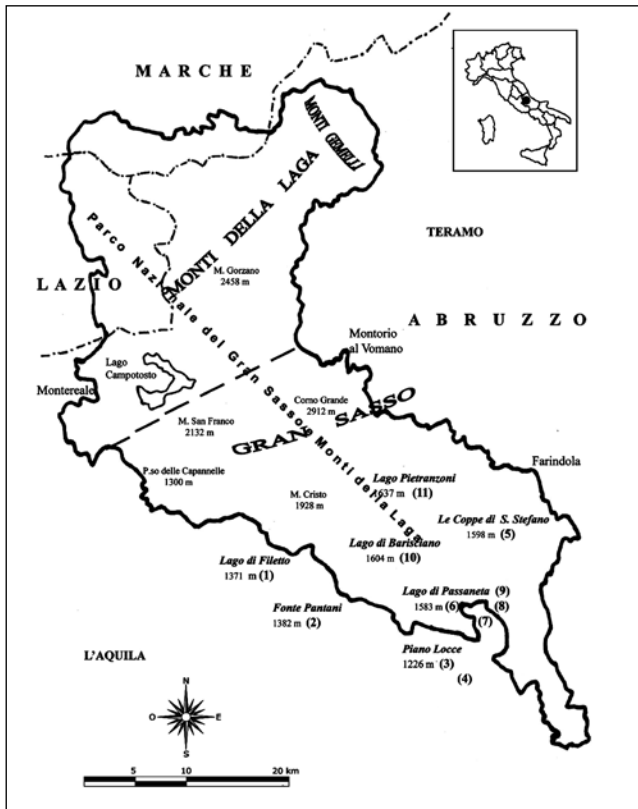 MARCHE
MONTI GEMELLI
MONTI DELLA LAGA
TERAMO
Parco Nazionale del Gran Sasso e Monti della Laga
M. Gorzano
2458 m
LAZIO
ABRUZZO
Montorio
al Vomano
Lago
Campotosto
Montereale
Corno Grande
2912 m
GRAN SASSO
M. San Franco
2132 m
Farindola
P.so delle Capannelle
1300 m
Lago Pietranzoni
1637 m (11)
M. Cristo
1928 m
Le Coppe di S. Stefano
1598 m (5)
Lago di Barisciano
1604 m (10)
Lago di Filetto
1371 m (1)
Lago di Passaneta (9)
1583 m (6) (8)
(7)
Fonte Pantani
1382 m (2)
Piano Locce
1226 m (3)
(4)
L'AQUILA
N
O E
S
5 10 20 km